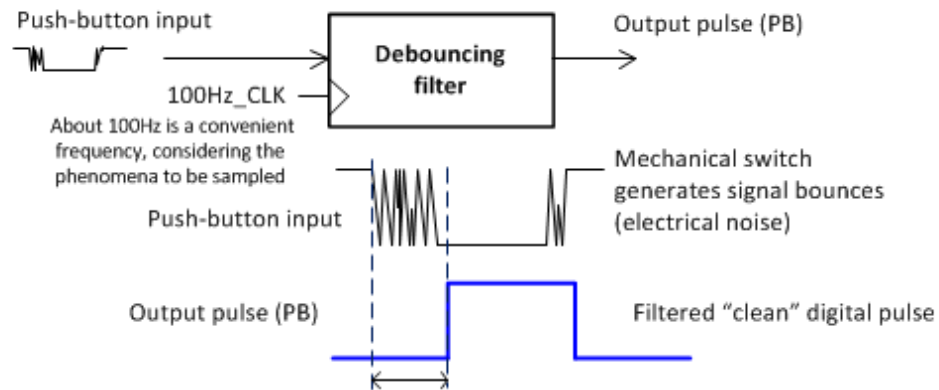 Push-button input
Output pulse (PB)
Debouncing
filter
100Hz_CLK
About 100Hz is a convenient
frequency, considering the
phenomena to be sampled
Mechanical switch
generates signal bounces
(electrical noise)
Push-button input
Output pulse (PB)
Filtered “clean” digital pulse